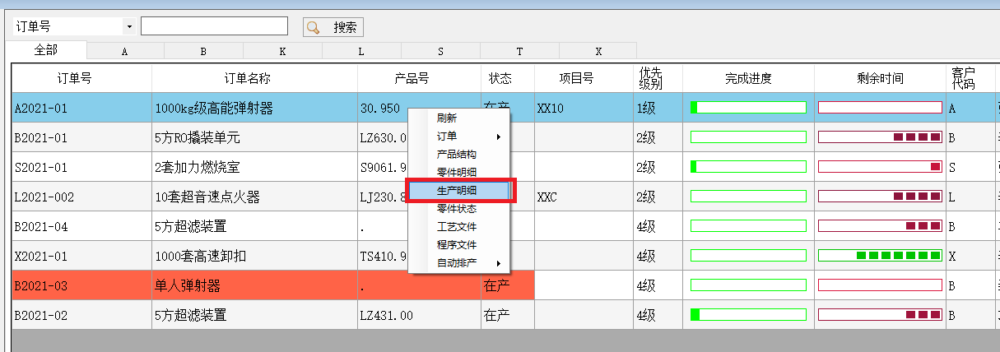 订单号 搜索
全部 A B K L S T X
订单号 订单名称 产品号 状态 项目号 优先级别 完成进度 剩余时间 客户代码
A2021-01 1000kg级高能弹射器 30.950 在产 XX10 1级 A
刷新
B2021-01 5方RO撬装单元 LZ630.0 2级 B
订单
产品结构
S2021-01 2套加力燃烧室 S9061.9 2级 S
零件明细
生产明细
L2021-002 10套超音速点火器 LJ230.8 XXC 2级 L
零件状态
B2021-04 5方超滤装置 . 4级 B
工艺文件
程序文件
X2021-01 1000套高速卸扣 TS410.9 4级 X
自动排产
B2021-03 单人弹射器 . 在产 4级 B
B2021-02 5方超滤装置 LZ431.00 在产 4级 B